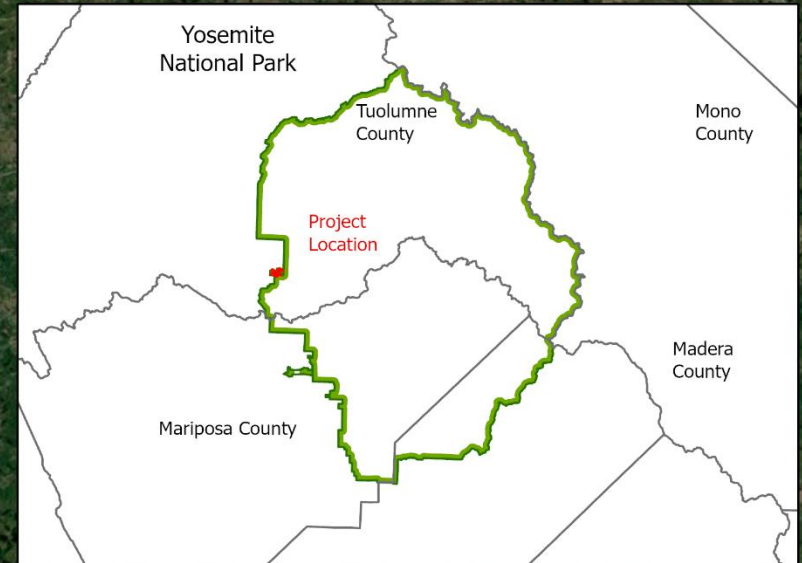 Yosemite
National Park
Tuolumne
County
Mono
County
Project
Location
Madera
County
Mariposa County